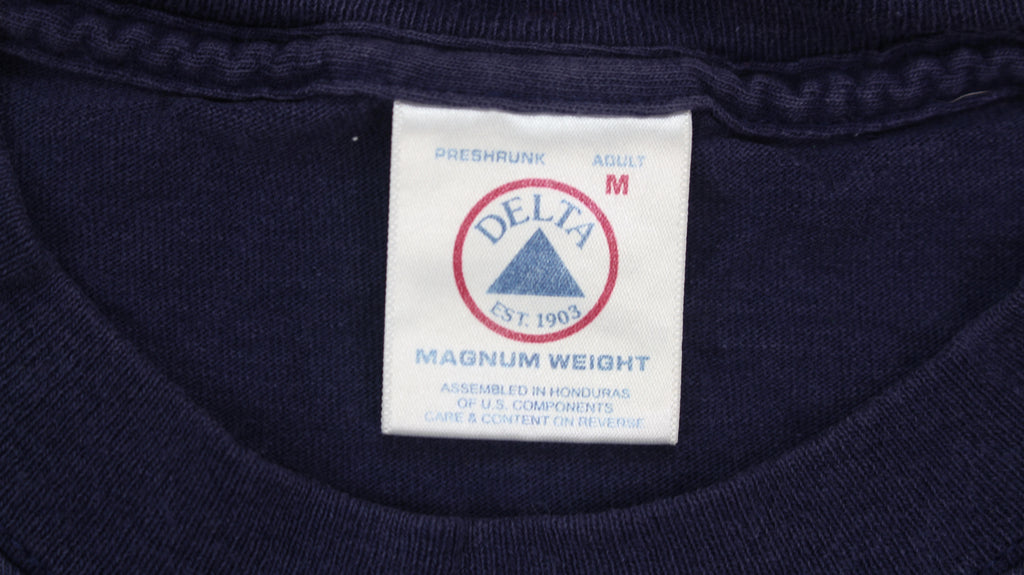 PRESHRUNK ADULT
M
DELTA
EST. 1903
MAGNUM WEIGHT
ASSEMBLED IN HONDURAS
OF U.S. COMPONENTS
CARE & CONTENT ON REVERSE